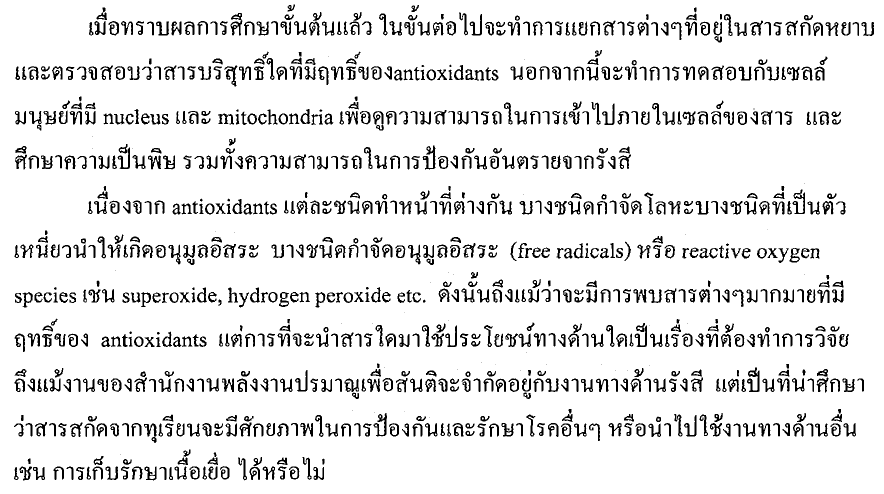 เมื่อทราบผลการศึกษาขั้นต้นแล้ว ในขั้นต่อไปจะทำการแยกสารต่างๆที่อยู่ในสารสกัดหยาบ
และตรวจสอบว่าสารบริสุทธิ์ใดที่มีฤทธิ์ของantioxidants นอกจากนี้จะทำการทดสอบกับเซลล์
มนุษย์ที่มี nucleus และ mitochondria เพื่อดูความสามารถในการเข้าไปภายในเซลล์ของสาร และ
ศึกษาความเป็นพิษ รวมทั้งความสามารถในการป้องกันอันตรายจากรังสี
เนื่องจาก antioxidants แต่ละชนิดทำหน้าที่ต่างกัน บางชนิดกำจัดโลหะบางชนิดที่เป็นตัว
เหนี่ยวนำให้เกิดอนุมูลอิสระ บางชนิดกำจัดอนุมูลอิสระ (free radicals) หรือ reactive oxygen
species เช่น superoxide, hydrogen peroxide etc. ดังนั้นถึงแม้ว่าจะมีการพบสารต่างๆมากมายที่มี
ฤทธิ์ของ antioxidants แต่การที่จะนำสารใดมาใช้ประโยชน์ทางด้านใดเป็นเรื่องที่ต้องทำการวิจัย
ถึงแม้งานของสำนักงานพลังงานปรมาณูเพื่อสันติจะจำกัดอยู่กับงานทางด้านรังสี แต่เป็นที่น่าศึกษา
ว่าสารสกัดจากทุเรียนจะมีศักยภาพในการป้องกันและรักษาโรคอื่นๆ หรือนำไปใช้งานทางด้านอื่น
เช่น การเก็บรักษาเนื้อเยื่อ ได้หรือไม่